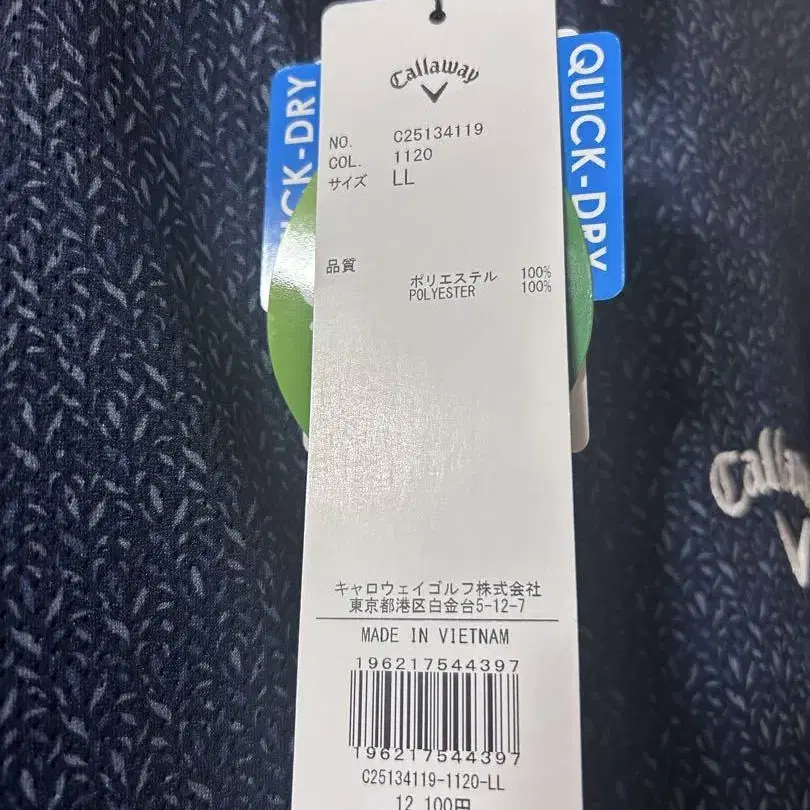 Callaway
QUICK-DRY
CK-DRY
NO. C25134119
COL. 1120
サイズ LL
品質 ポリエステル 100%
POLYESTER 100%
キャロウェイゴルフ株式会社
東京都港区白金台5-12-7
MADE IN VIETNAM
196217544397
196217544397
C25134119-1120-LL
12,100円
Calla